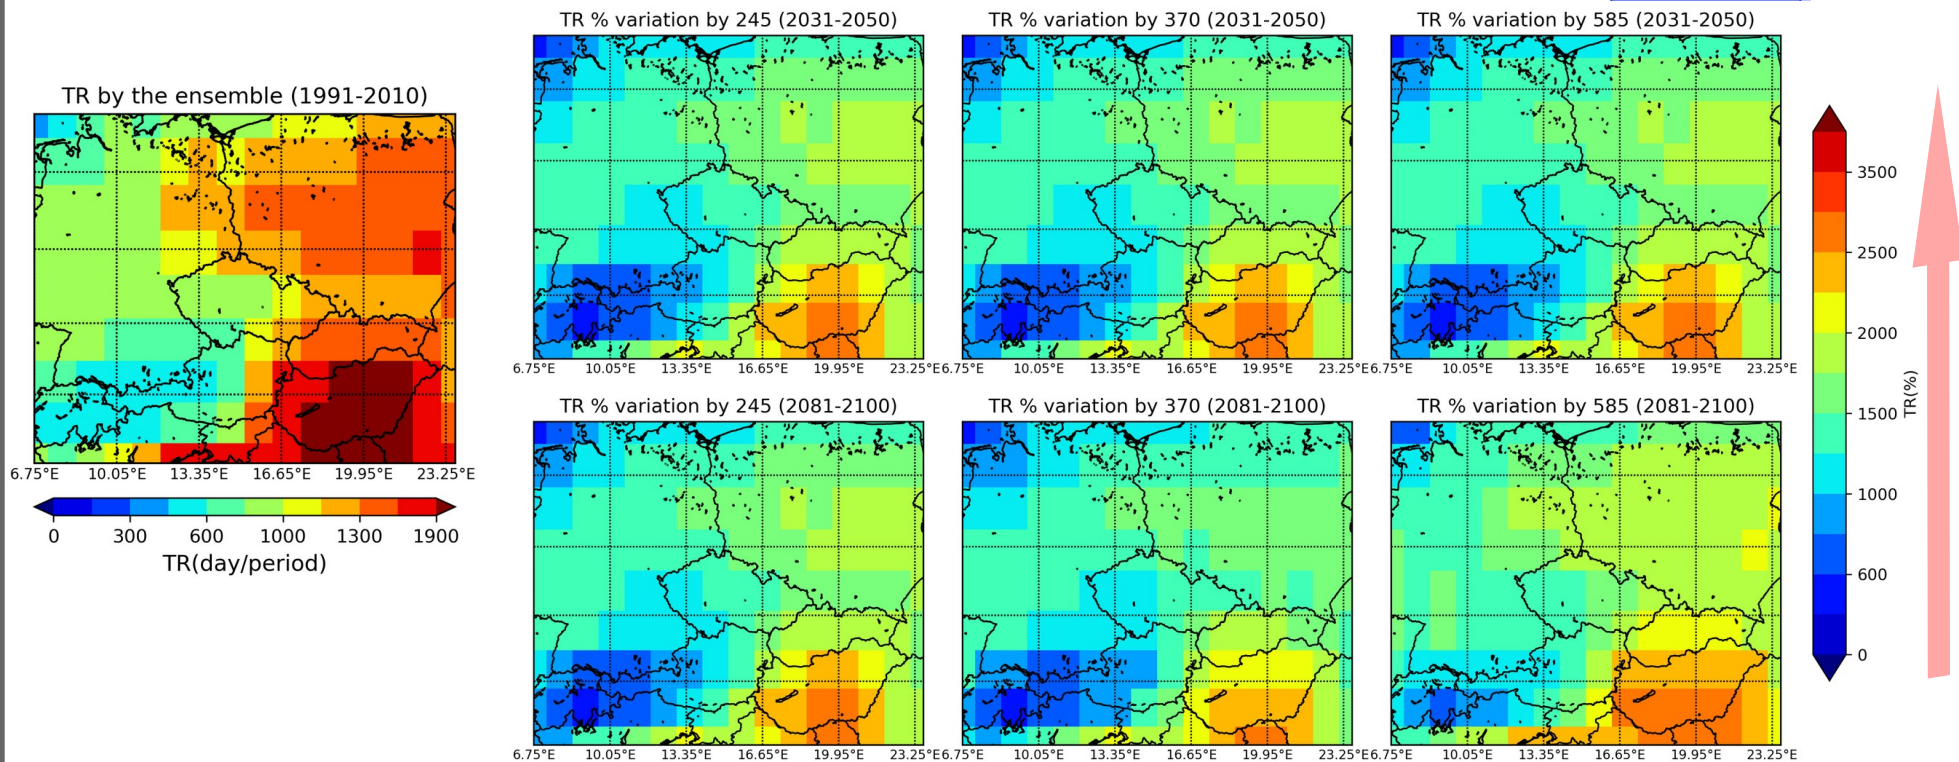 TR by the ensemble (1991-2010)
6.75°E 10.05°E 13.35°E 16.65°E 19.95°E 23.25°E
0 300 600 1000 1300 1900
TR(day/period)
TR % variation by 245 (2031-2050)
6.75°E 10.05°E 13.35°E 16.65°E 19.95°E 23.25°E
TR % variation by 370 (2031-2050)
6.75°E 10.05°E 13.35°E 16.65°E 19.95°E 23.25°E
TR % variation by 585 (2031-2050)
6.75°E 10.05°E 13.35°E 16.65°E 19.95°E 23.25°E
TR % variation by 245 (2081-2100)
6.75°E 10.05°E 13.35°E 16.65°E 19.95°E 23.25°E
TR % variation by 370 (2081-2100)
6.75°E 10.05°E 13.35°E 16.65°E 19.95°E 23.25°E
TR % variation by 585 (2081-2100)
6.75°E 10.05°E 13.35°E 16.65°E 19.95°E 23.25°E
3500
2500
2000
1500
1000
600
0
TR(%)